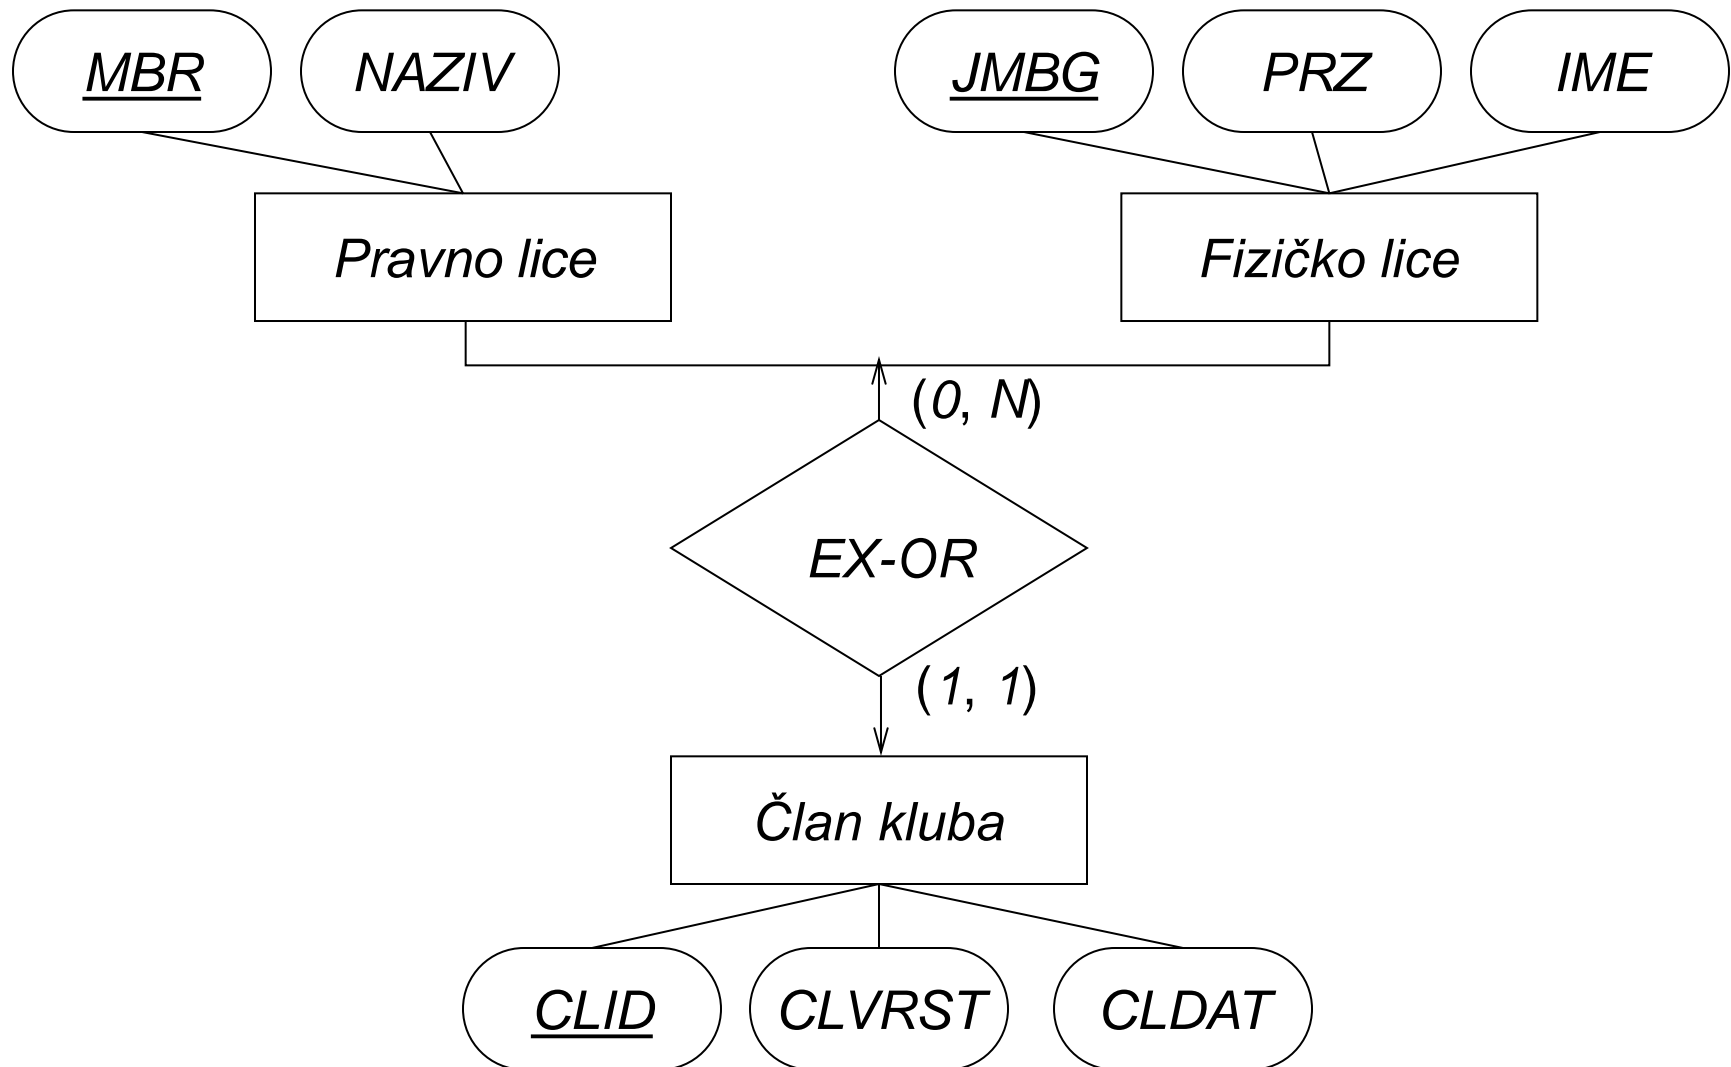 MBR NAZIV JMBG PRZ IME
Pravno lice Fizičko lice
(0, N)
EX-OR
(1, 1)
Član kluba
CLID CLVRST CLDAT